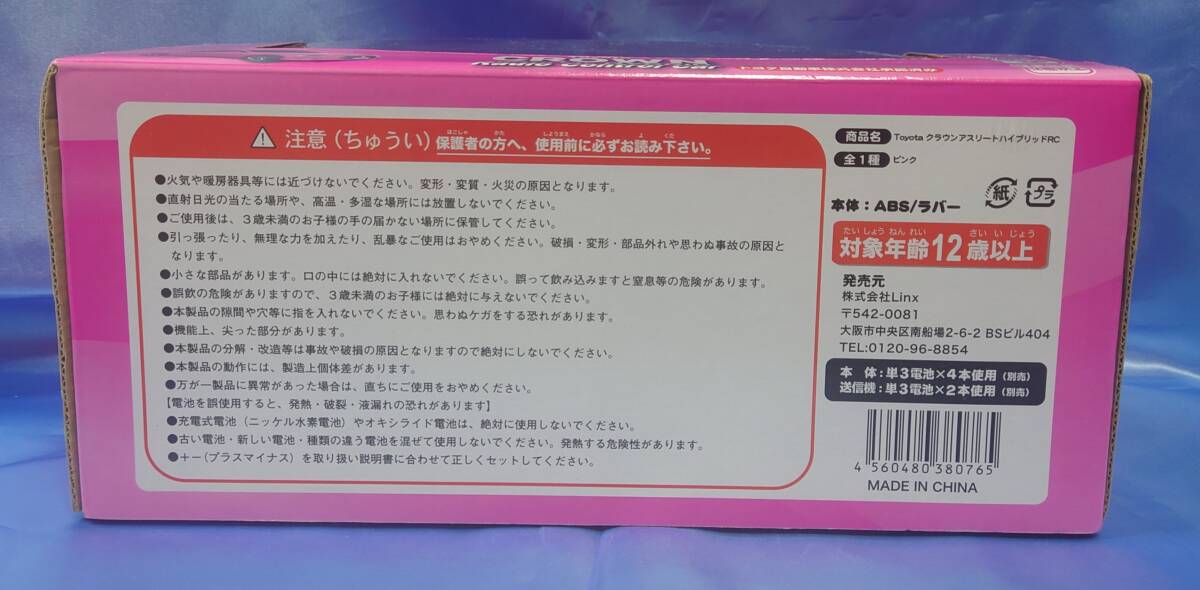 トヨタ自動車株式会社承認済み
注意（ちゅうい）保護者の方へ、使用前に必ずお読み下さい。
●火気や暖房器具等には近づけないでください。変形・変質・火災の原因となります。
●直射日光の当たる場所や、高温・多湿な場所には放置しないでください。
●ご使用後は、３歳未満のお子様の手の届かない場所に保管してください。
●引っ張ったり、無理な力を加えたり、乱暴なご使用はおやめください。破損・変形・部品外れや思わぬ事故の原因と
なります。
●小さな部品があります。口の中には絶対に入れないでください。誤って飲み込みますと窒息等の危険があります。
●誤飲の危険がありますので、３歳未満のお子様には絶対に与えないでください。
●本製品の隙間や穴等に指を入れないでください。思わぬケガをする恐れがあります。
●機能上、尖った部分があります。
●本製品の分解・改造等は事故や破損の原因となりますので絶対にしないでください。
●本製品の動作には、製造上個体差があります。
●万が一製品に異常があった場合は、直ちにご使用をおやめください。
【電池を誤使用すると、発熱・破裂・液漏れの恐れがあります】
●充電式電池（ニッケル水素電池）やオキシライド電池は、絶対に使用しないでください。
●古い電池・新しい電池・種類の違う電池を混ぜて使用しないでください。発熱する危険性があります。
●＋−（プラスマイナス）を取り扱い説明書に合わせて正しくセットしてください。
商品名 Toyota クラウンアスリートハイブリッドRC
全1種 ピンク
紙 プラ
本体：ABS/ラバー
たいしょうねんれい さいいじょう
対象年齢12歳以上
発売元
株式会社Linx
〒542-0081
大阪市中央区南船場2-6-2 BSビル404
TEL:0120-96-8854
本 体：単3電池×4本使用（別売）
送信機：単3電池×2本使用（別売）
4 560480 380765
MADE IN CHINA